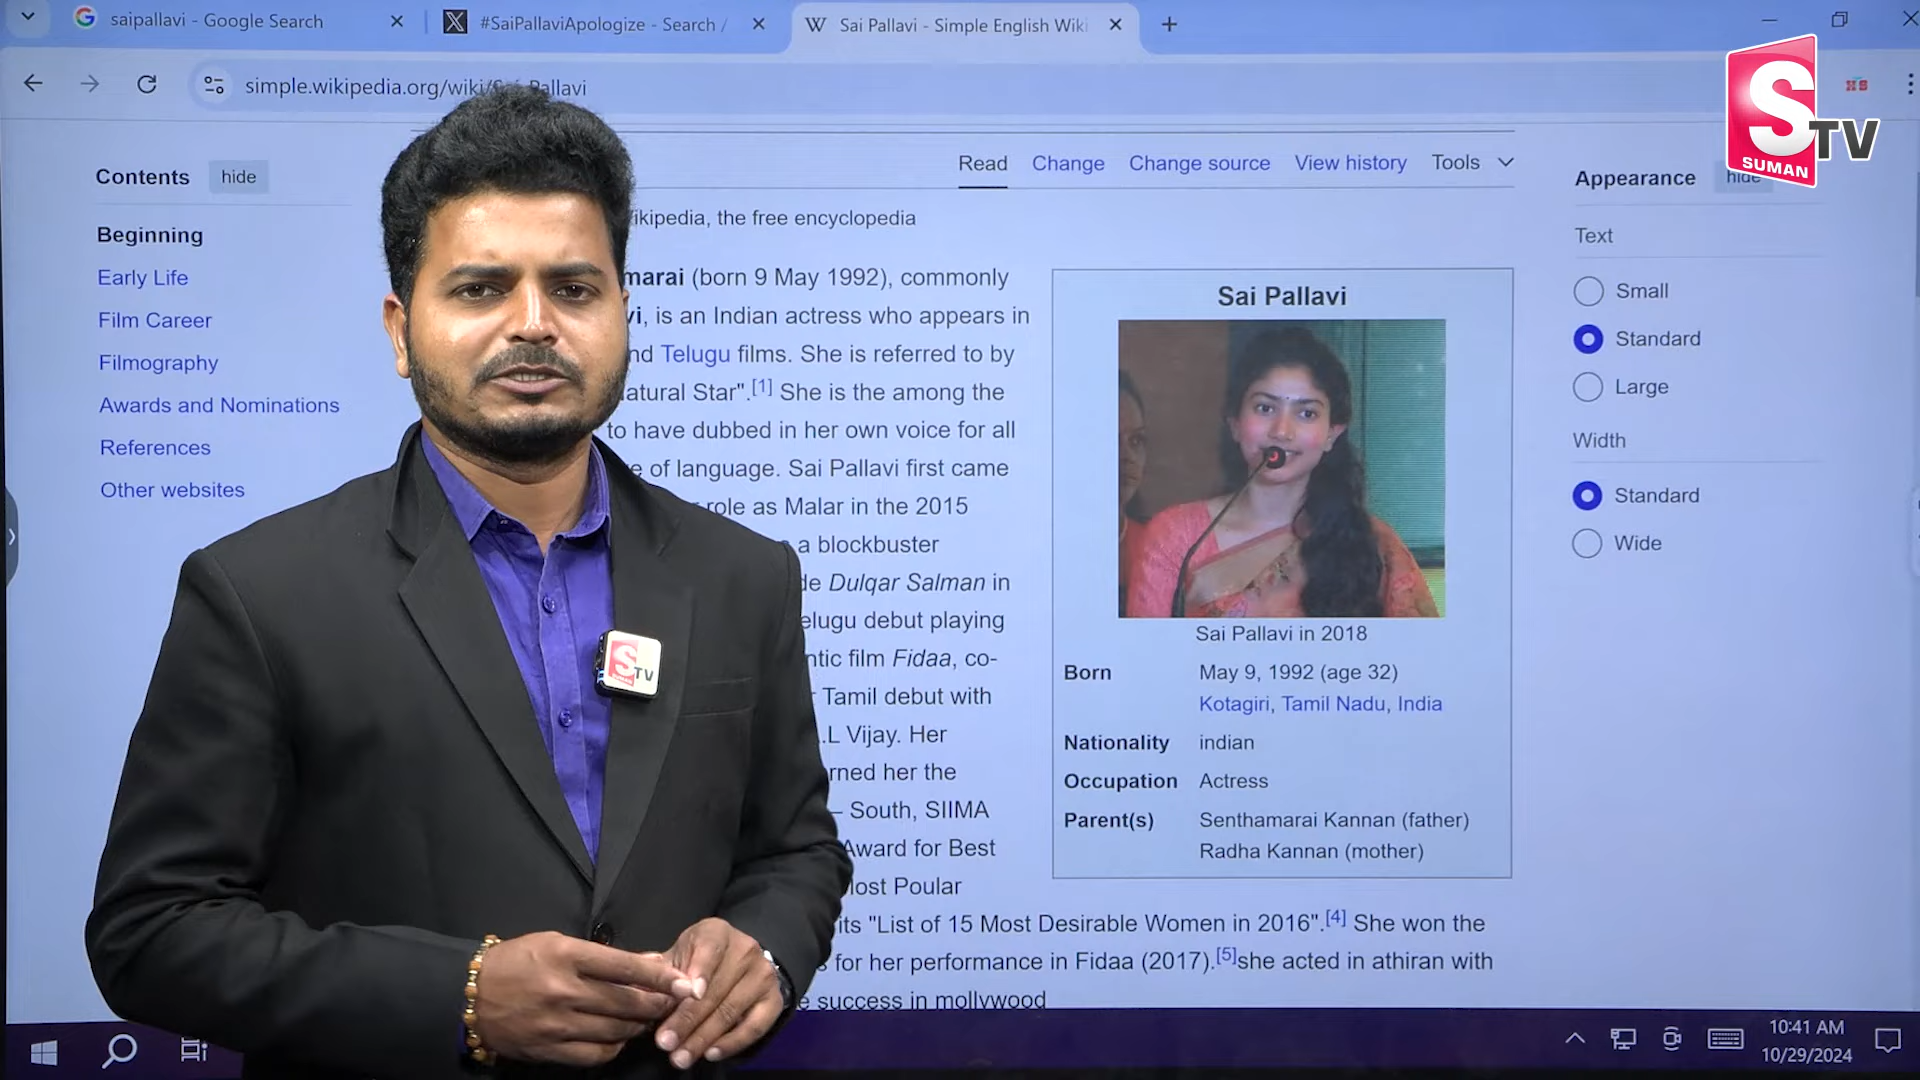 saipallavi - Google Search
#SaiPallaviApologize - Search /
Sai Pallavi - Simple English Wiki
simple.wikipedia.org/wiki/
Pallavi
S
SUMAN
TV
Contents hide
Read Change Change source View history Tools
Appearance hide
ikipedia, the free encyclopedia
Beginning
Early Life
Film Career
Filmography
Awards and Nominations
References
Other websites
marai (born 9 May 1992), commonly
vi, is an Indian actress who appears in
nd Telugu films. She is referred to by
atural Star".[1] She is the among the
to have dubbed in her own voice for all
e of language. Sai Pallavi first came
role as Malar in the 2015
a blockbuster
de Dulqar Salman in
elugu debut playing
ntic film Fidaa, co-
Tamil debut with
.L Vijay. Her
rned her the
– South, SIIMA
Award for Best
Most Poular
its "List of 15 Most Desirable Women in 2016".[4] She won the
s for her performance in Fidaa (2017).[5]she acted in athiran with
e success in mollywood
Sai Pallavi
Sai Pallavi in 2018
Born May 9, 1992 (age 32)
Kotagiri, Tamil Nadu, India
Nationality indian
Occupation Actress
Parent(s) Senthamarai Kannan (father)
Radha Kannan (mother)
Text
Small
Standard
Large
Width
Standard
Wide
S
SUMAN
TV
10:41 AM
10/29/2024